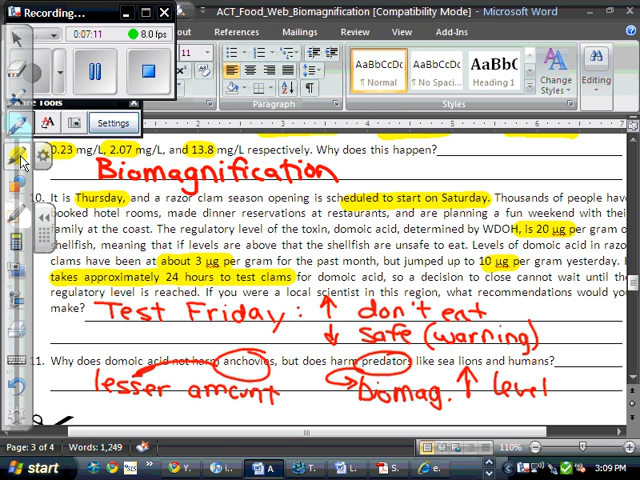 Recording...
ACT_Food_Web_Biomagnification [Compatibility Mode] - Microsoft Word
0:07:11
8.0 fps
References
Mailings
Review
View
Add-Ins
11
AaBbCcDc
AaBbCcDc
AaBbC
¶ Normal
¶ No Spaci...
Heading 1
Change Styles
Editing
Paragraph
Styles
Settings
0.23 mg/L, 2.07 mg/L, and 13.8 mg/L respectively. Why does this happen?
Biomagnification
10. It is Thursday, and a razor clam season opening is scheduled to start on Saturday. Thousands of people have
booked hotel rooms, made dinner reservations at restaurants, and are planning a fun weekend with their
family at the coast. The regulatory level of the toxin, domoic acid, determined by WDOH, is 20 µg per gram of
shellfish, meaning that if levels are above that the shellfish are unsafe to eat. Levels of domoic acid in razor
clams have been at about 3 µg per gram for the past month, but jumped up to 10 µg per gram yesterday. It
takes approximately 24 hours to test clams for domoic acid, so a decision to close cannot wait until the
regulatory level is reached. If you were a local scientist in this region, what recommendations would you
make?
Test Friday : ↑ don't eat
↓ safe (warning)
11. Why does domoic acid not harm anchovies, but does harm predators like sea lions and humans?
lesser amount
biomag. ↑ level
Page: 3 of 4
Words: 1,249
110%
start
3:09 PM